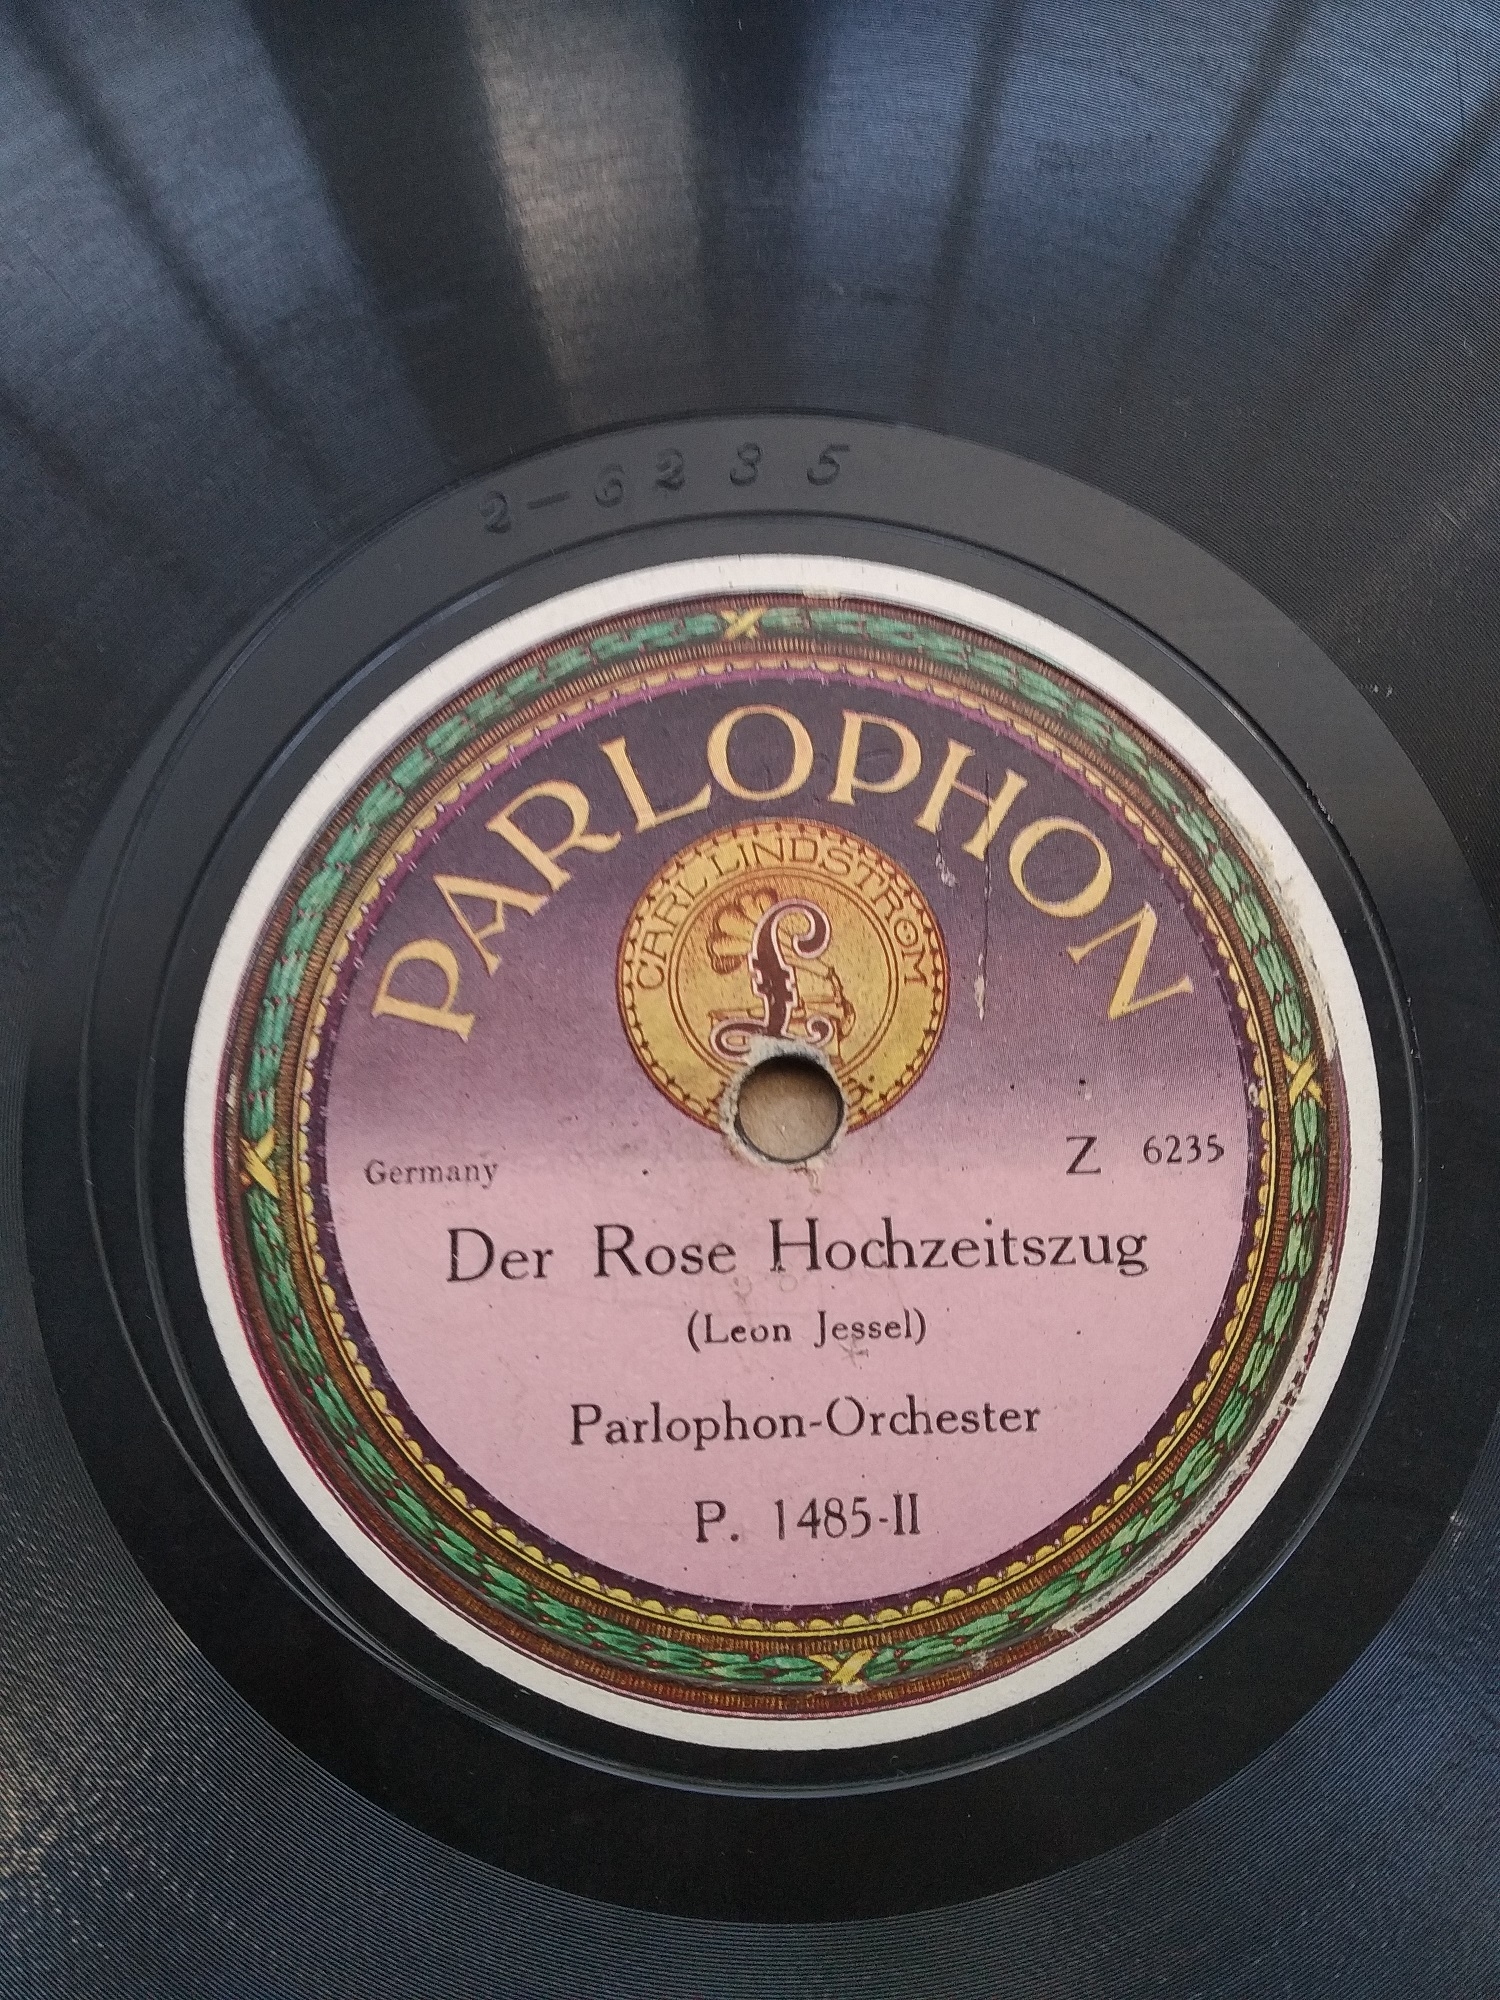 2-6235
PARLOPHON
CARL LINDSTRÖM
£
Germany
Z 6235
Der Rose Hochzeitszug
(Leon Jessel)
Parlophon-Orchester
P. 1485-II